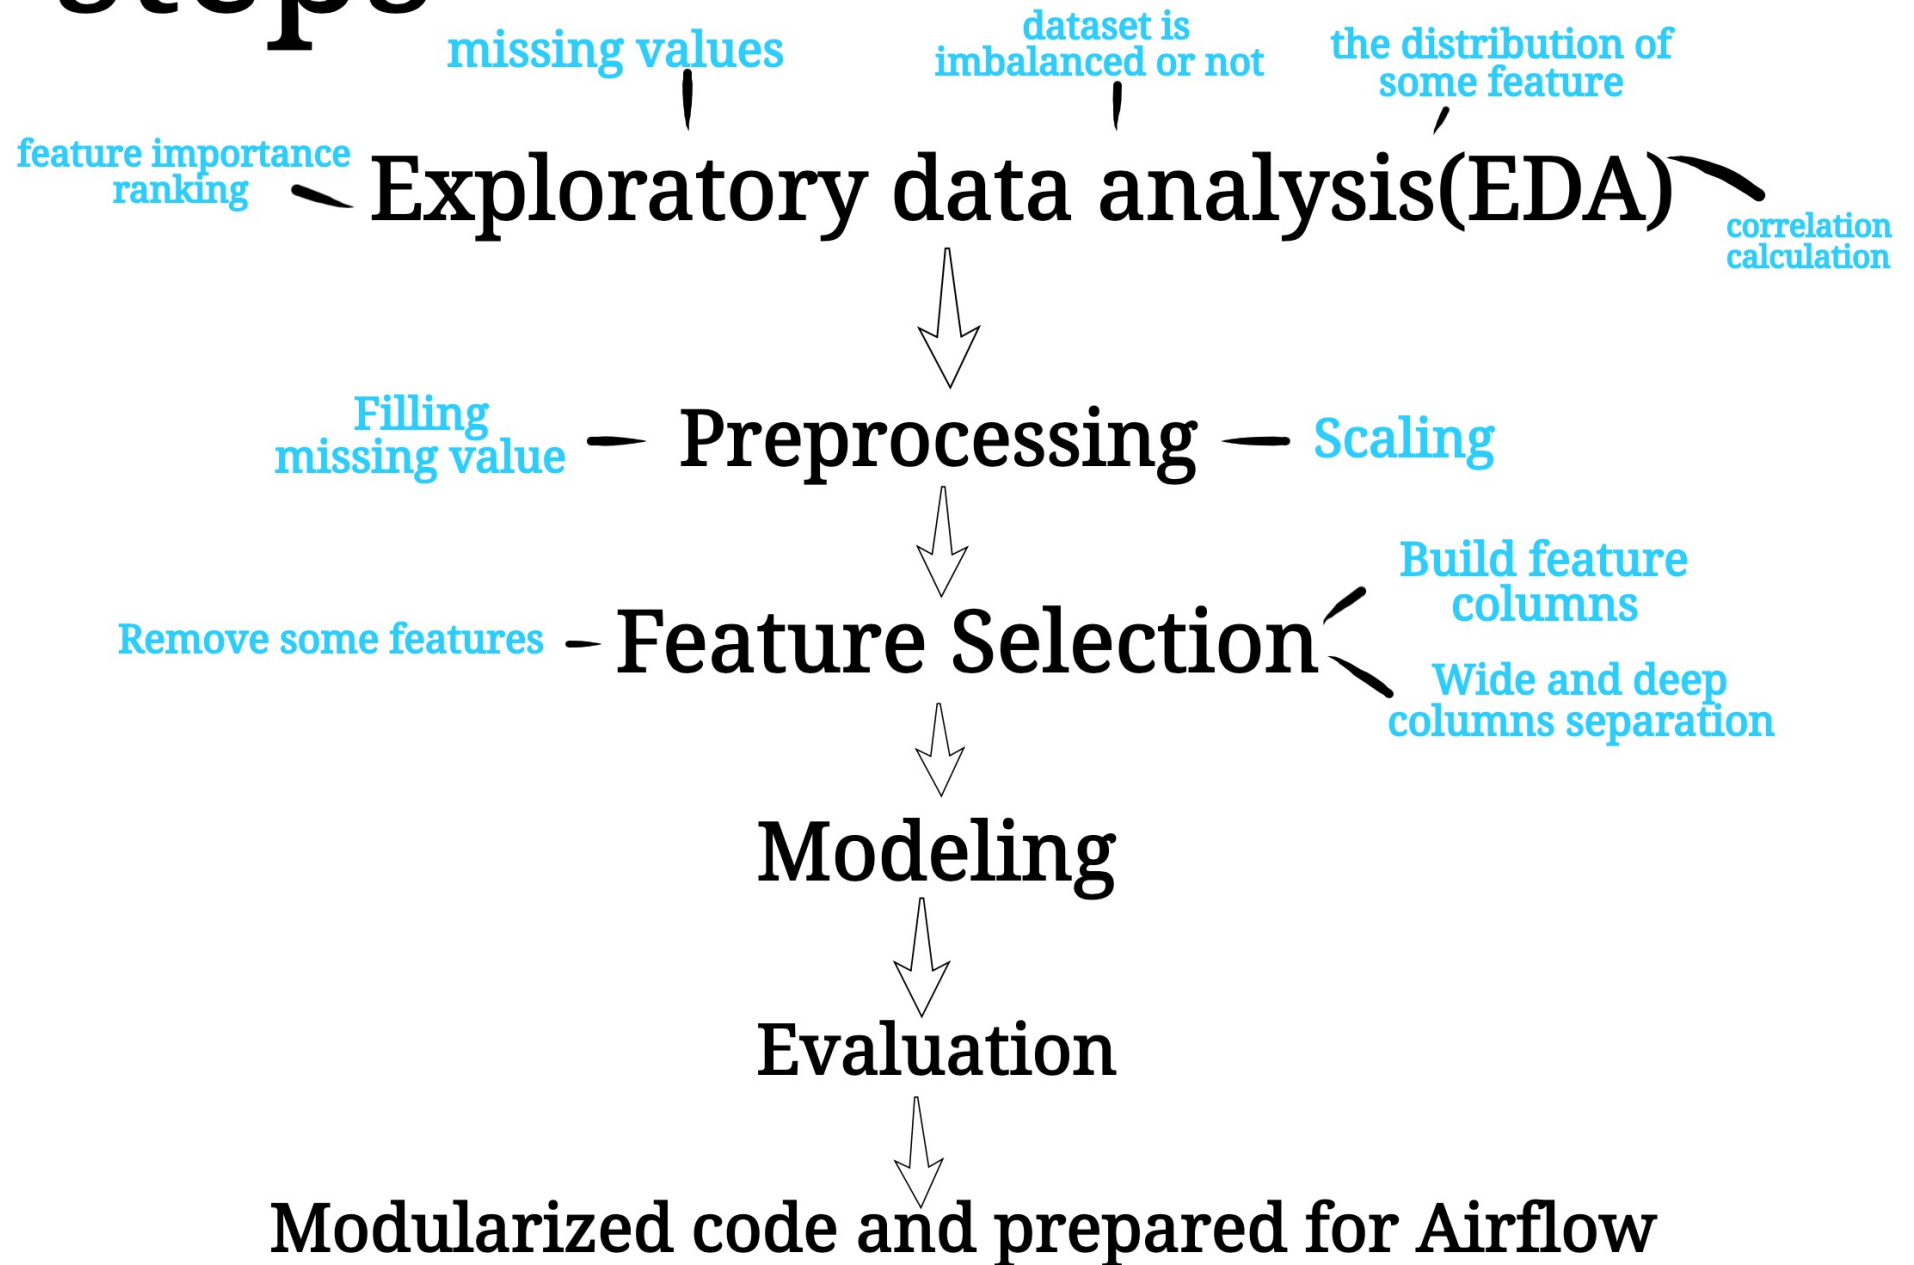 steps
missing values
dataset is
imbalanced or not
the distribution of
some feature
feature importance
ranking
Exploratory data analysis(EDA)
correlation
calculation
Filling
missing value
Preprocessing
Scaling
Build feature
columns
Remove some features
Feature Selection
Wide and deep
columns separation
Modeling
Evaluation
Modularized code and prepared for Airflow